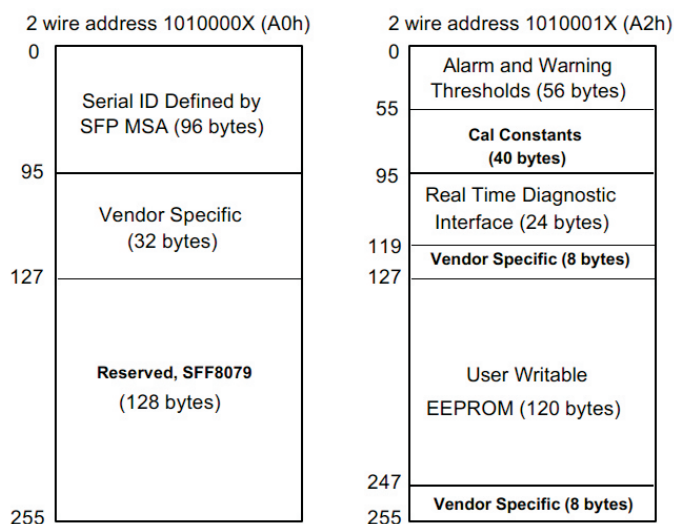 2 wire address 1010000X (A0h)
0
Serial ID Defined by
SFP MSA (96 bytes)
95
Vendor Specific
(32 bytes)
127
Reserved, SFF8079
(128 bytes)
255
2 wire address 1010001X (A2h)
0
Alarm and Warning
Thresholds (56 bytes)
55
Cal Constants
(40 bytes)
95
Real Time Diagnostic
Interface (24 bytes)
119
Vendor Specific (8 bytes)
127
User Writable
EEPROM (120 bytes)
247
Vendor Specific (8 bytes)
255